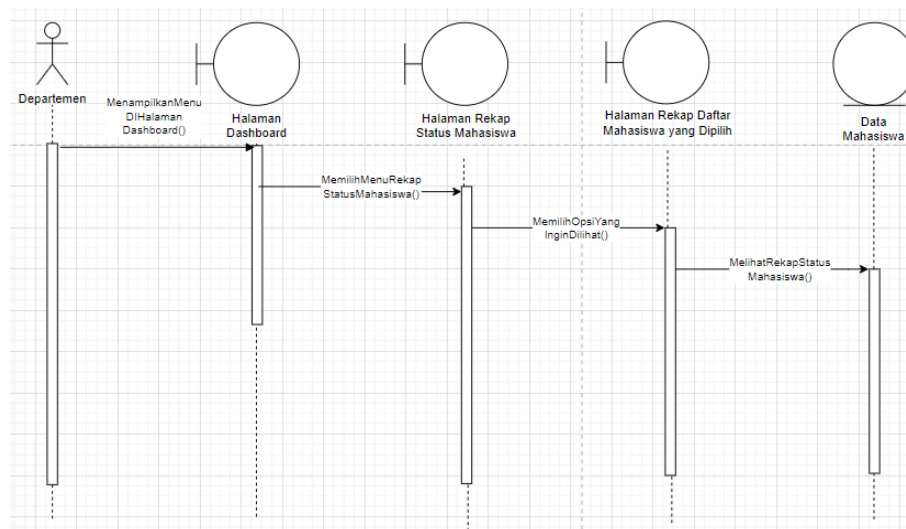 Departemen
Halaman
Dashboard
Halaman Rekap
Status Mahasiswa
Halaman Rekap Daftar
Mahasiswa yang Dipilih
Data
Mahasiswa
MenampilkanMenu
DIHalaman
Dashboard()
MemilihMenuRekap
StatusMahasiswa()
MemilihOpsiYang
InginDilihat()
MelihatRekapStatus
Mahasiswa()